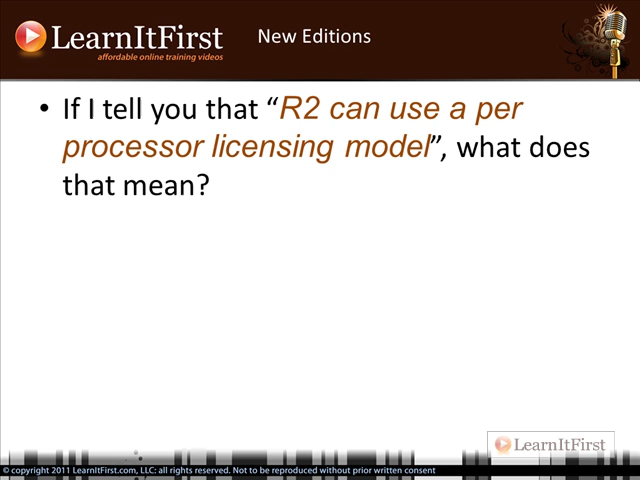 LearnItFirst
affordable online training videos
New Editions
• If I tell you that “R2 can use a per
processor licensing model”, what does
that mean?
LearnItFirst
© copyright 2011 LearnItFirst.com, LLC: all rights reserved. Not to be reproduced without prior written consent